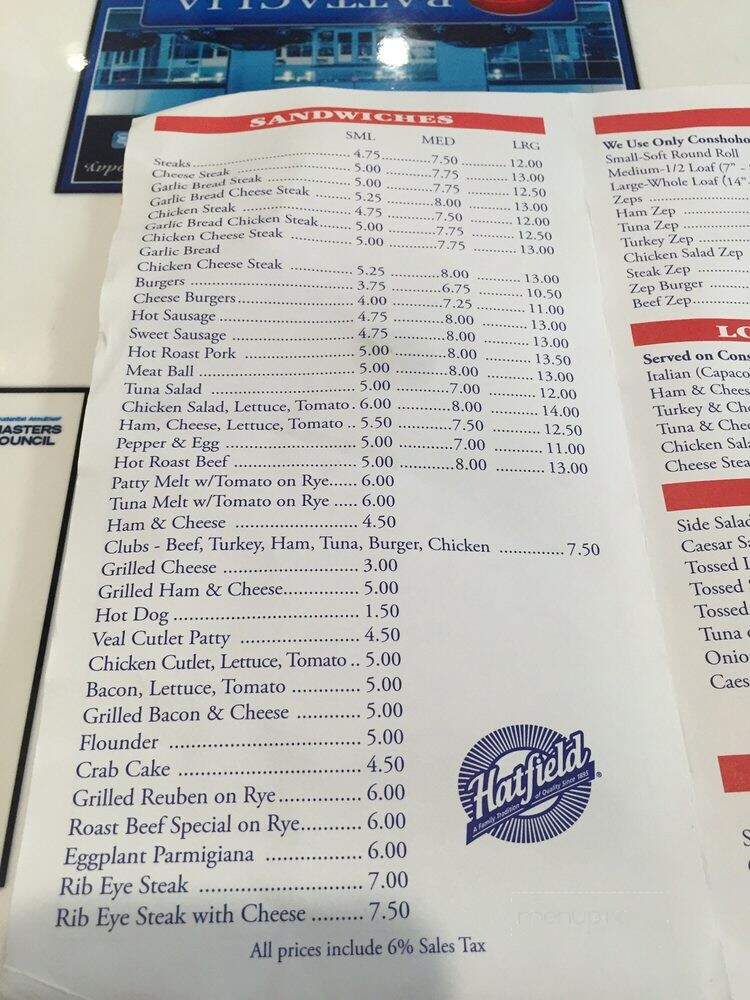 BATTAGLIA
MASTERS
COUNCIL
SANDWICHES
SML MED LRG
Steaks 4.75 7.50 12.00
Cheese Steak 5.00 7.75 13.00
Garlic Bread Steak 5.00 7.75 12.50
Garlic Bread Cheese Steak 5.25 8.00 13.00
Chicken Steak 4.75 7.50 12.00
Garlic Bread Chicken Steak 5.00 7.75 12.50
Chicken Cheese Steak 5.00 7.75 13.00
Garlic Bread
Chicken Cheese Steak 5.25 8.00 13.00
Burgers 3.75 6.75 10.50
Cheese Burgers 4.00 7.25 11.00
Hot Sausage 4.75 8.00 13.00
Sweet Sausage 4.75 8.00 13.00
Hot Roast Pork 5.00 8.00 13.50
Meat Ball 5.00 8.00 13.00
Tuna Salad 5.00 7.00 12.00
Chicken Salad, Lettuce, Tomato 6.00 8.00 14.00
Ham, Cheese, Lettuce, Tomato 5.50 7.50 12.50
Pepper & Egg 5.00 7.00 11.00
Hot Roast Beef 5.00 8.00 13.00
Patty Melt w/Tomato on Rye 6.00
Tuna Melt w/Tomato on Rye 6.00
Ham & Cheese 4.50
Clubs - Beef, Turkey, Ham, Tuna, Burger, Chicken 7.50
Grilled Cheese 3.00
Grilled Ham & Cheese 5.00
Hot Dog 1.50
Veal Cutlet Patty 4.50
Chicken Cutlet, Lettuce, Tomato 5.00
Bacon, Lettuce, Tomato 5.00
Grilled Bacon & Cheese 5.00
Flounder 5.00
Crab Cake 4.50
Grilled Reuben on Rye 6.00
Roast Beef Special on Rye 6.00
Eggplant Parmigiana 6.00
Rib Eye Steak 7.00
Rib Eye Steak with Cheese 7.50
All prices include 6% Sales Tax
Hatfield
A Family Tradition of Quality Since 1895
We Use Only Conshoho
Small-Soft Round Roll
Medium-1/2 Loaf (7" -
Large-Whole Loaf (14"
Zeps
Ham Zep
Tuna Zep
Turkey Zep
Chicken Salad Zep
Steak Zep
Zep Burger
Beef Zep
LO
Served on Cons
Italian (Capaco
Ham & Chees
Turkey & Che
Tuna & Chee
Chicken Sala
Cheese Stea
Side Salad
Caesar Sa
Tossed
Tossed
Tossed
Tuna
Onio
Caes